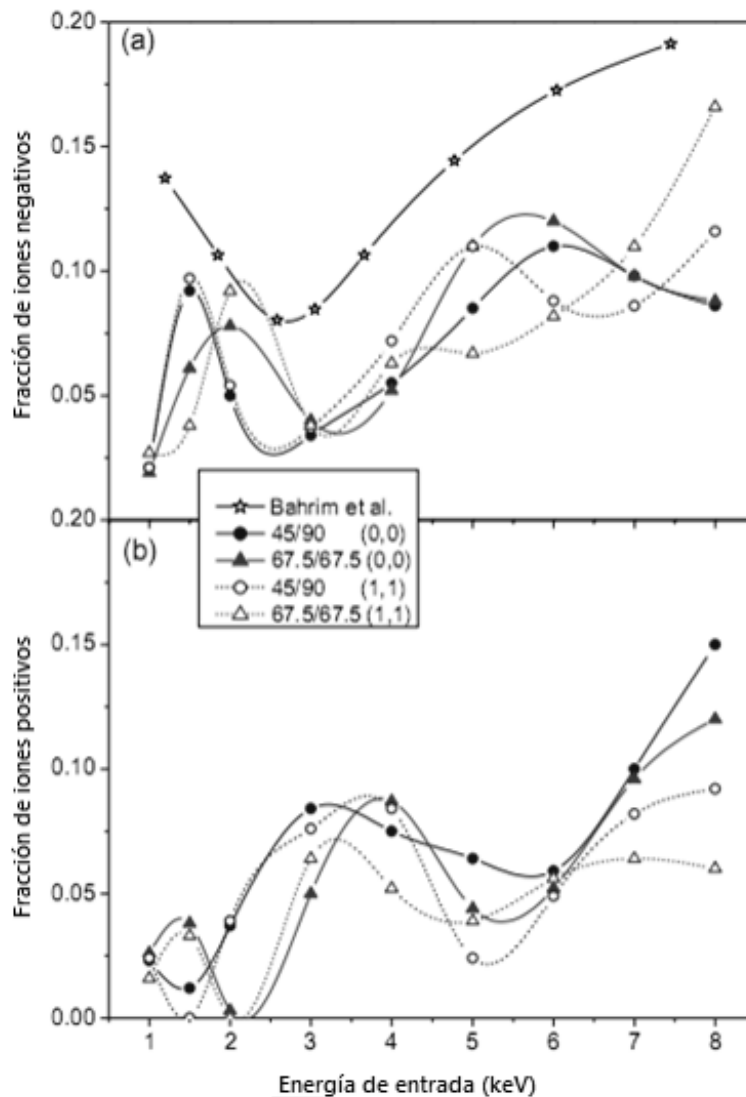 0.20
(a)
0.15
0.10
0.05
0.20
Fracción de iones negativos
Bahrim et al.
45/90 (0,0)
67.5/67.5 (0,0)
45/90 (1,1)
67.5/67.5 (1,1)
(b)
0.15
0.10
0.05
0.00
Fracción de iones positivos
1 2 3 4 5 6 7 8
Energía de entrada (keV)